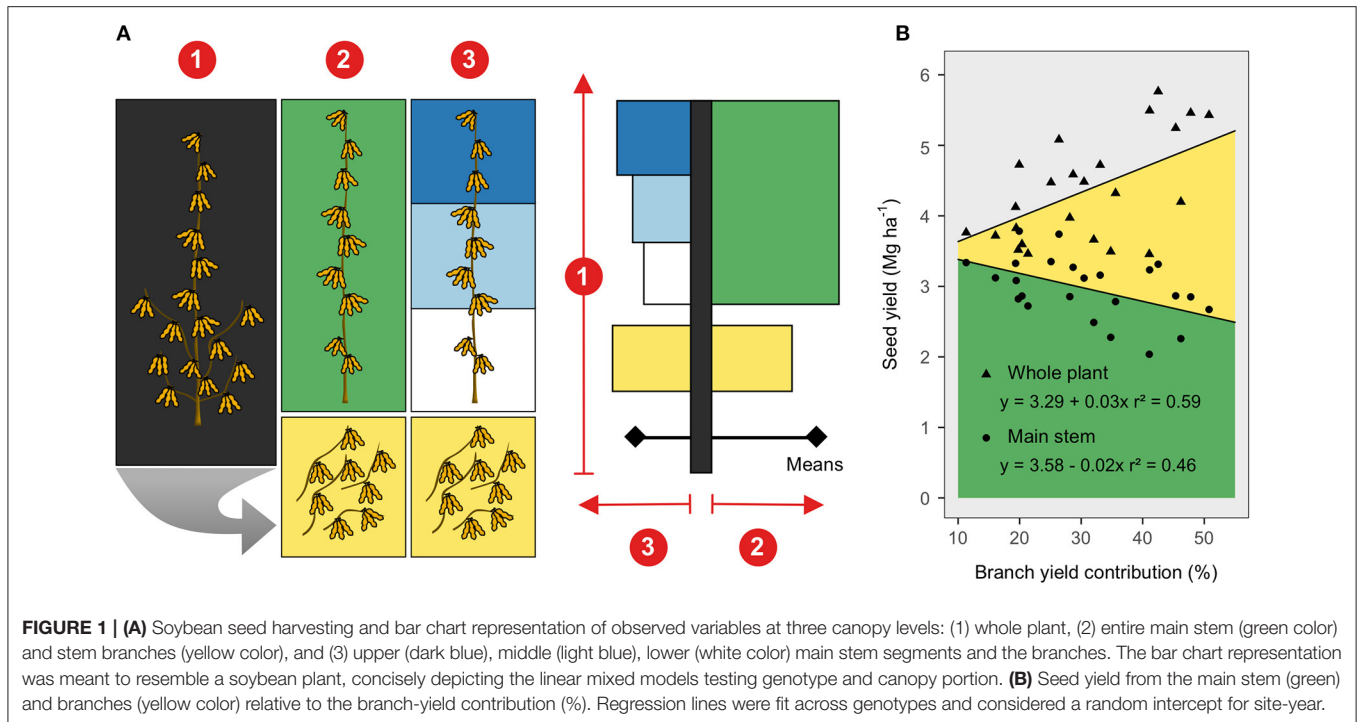 A
1
2
3
1
Means
3
2
B
6
5
4
3
2
1
0
Seed yield (Mg ha⁻¹)
▲ Whole plant
y = 3.29 + 0.03x r² = 0.59
● Main stem
y = 3.58 - 0.02x r² = 0.46
10 20 30 40 50
Branch yield contribution (%)
FIGURE 1 | (A) Soybean seed harvesting and bar chart representation of observed variables at three canopy levels: (1) whole plant, (2) entire main stem (green color)
and stem branches (yellow color), and (3) upper (dark blue), middle (light blue), lower (white color) main stem segments and the branches. The bar chart representation
was meant to resemble a soybean plant, concisely depicting the linear mixed models testing genotype and canopy portion. (B) Seed yield from the main stem (green)
and branches (yellow color) relative to the branch-yield contribution (%). Regression lines were fit across genotypes and considered a random intercept for site-year.